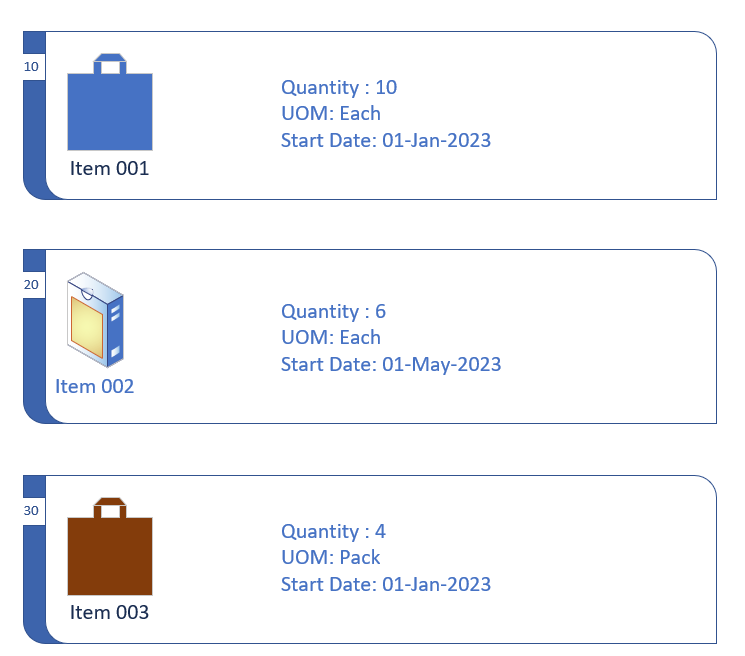 10
Quantity : 10
UOM: Each
Start Date: 01-Jan-2023
Item 001
20
Quantity : 6
UOM: Each
Start Date: 01-May-2023
Item 002
30
Quantity : 4
UOM: Pack
Start Date: 01-Jan-2023
Item 003